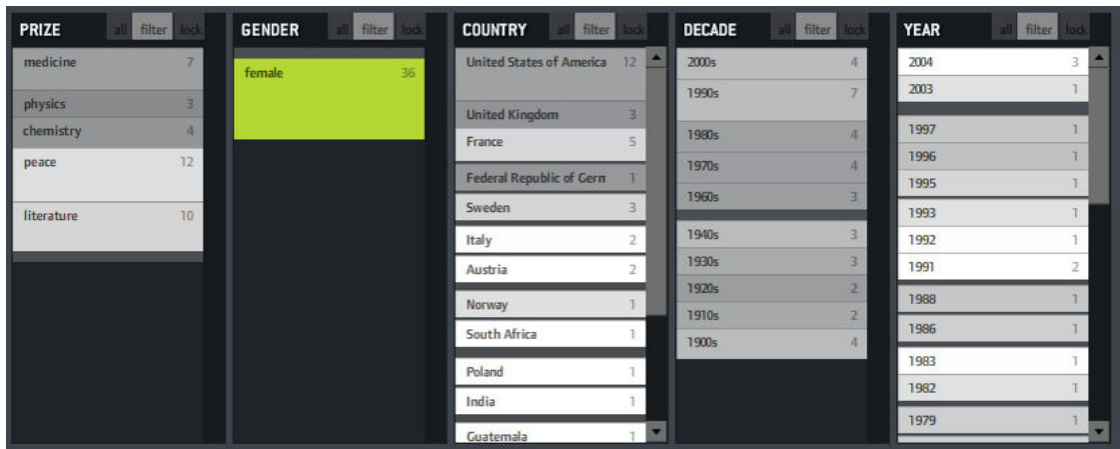 PRIZE all filter lock
medicine 7
physics 3
chemistry 4
peace 12
literature 10
GENDER all filter lock
female 36
COUNTRY all filter lock
United States of America 12
United Kingdom 3
France 5
Federal Republic of Gern 1
Sweden 3
Italy 2
Austria 2
Norway 1
South Africa 1
Poland 1
India 1
Guatemala 1
DECADE all filter lock
2000s 4
1990s 7
1980s 4
1970s 4
1960s 3
1940s 3
1930s 3
1920s 2
1910s 2
1900s 4
YEAR all filter lock
2004 3
2003 1
1997 1
1996 1
1995 1
1993 1
1992 1
1991 2
1988 1
1986 1
1983 1
1982 1
1979 1